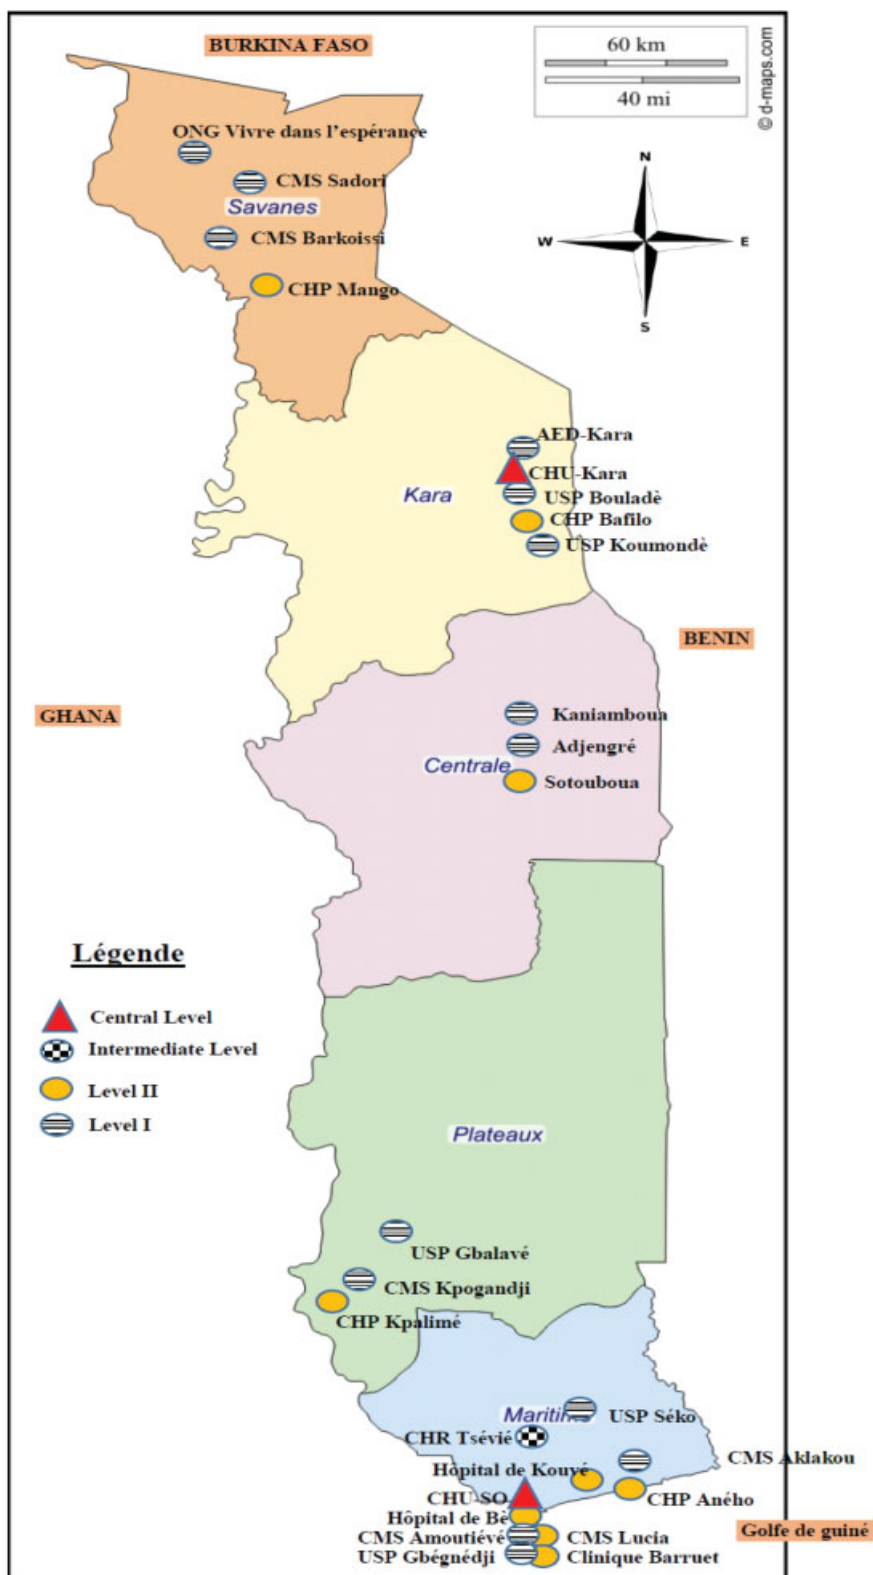 BURKINA FASO
60 km
40 mi
© d-maps.com
ONG Vivre dans l'espérance
CMS Sadori
Savanes
CMS Barkoissi
CHP Mango
N
W
E
S
AED-Kara
CHU-Kara
Kara
USP Bouladè
CHP Bafilo
USP Koumondè
BENIN
GHANA
Kaniamboua
Adjengré
Centrale
Sotouboua
Légende
Central Level
Intermediate Level
Level II
Level I
Plateaux
USP Gbalavé
CMS Kpogandji
CHP Kpalimé
Maritime
USP Séko
CHR Tsévié
CMS Aklakou
Hôpital de Kouvé
CHU-SO
CHP Aného
Hôpital de Bè
Golfe de guiné
CMS Amoutiévé
CMS Lucia
USP Gbégnédji
Clinique Barruet